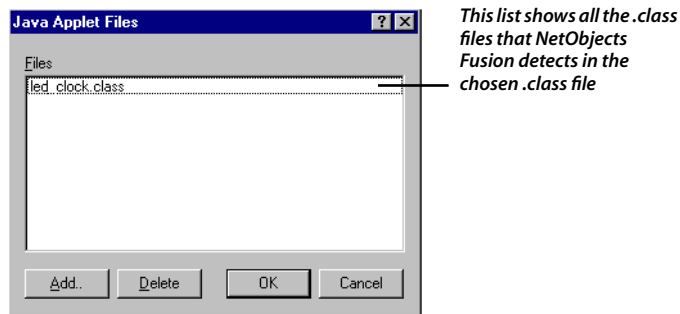 Java Applet Files
Files
led_clock.class
Add..
Delete
OK
Cancel
This list shows all the .class
files that NetObjects
Fusion detects in the
chosen .class file